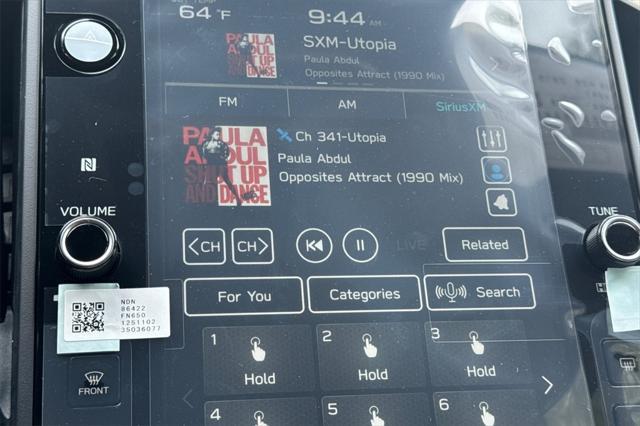 64 °F
9:44 AM
SXM-Utopia
Paula Abdul
Opposites Attract (1990 Mix)
PAULA
ABDUL
SHUT UP
AND DANCE
FM
AM
SiriusXM
Ch 341-Utopia
Paula Abdul
Opposites Attract (1990 Mix)
PAULA
ABDUL
SHUT UP
AND DANCE
VOLUME
TUNE
<CH
CH>
LIVE
Related
For You
Categories
Search
NDN
86422
FN650
1251102
35036077
1
Hold
2
Hold
3
Hold
FRONT
4
5
6